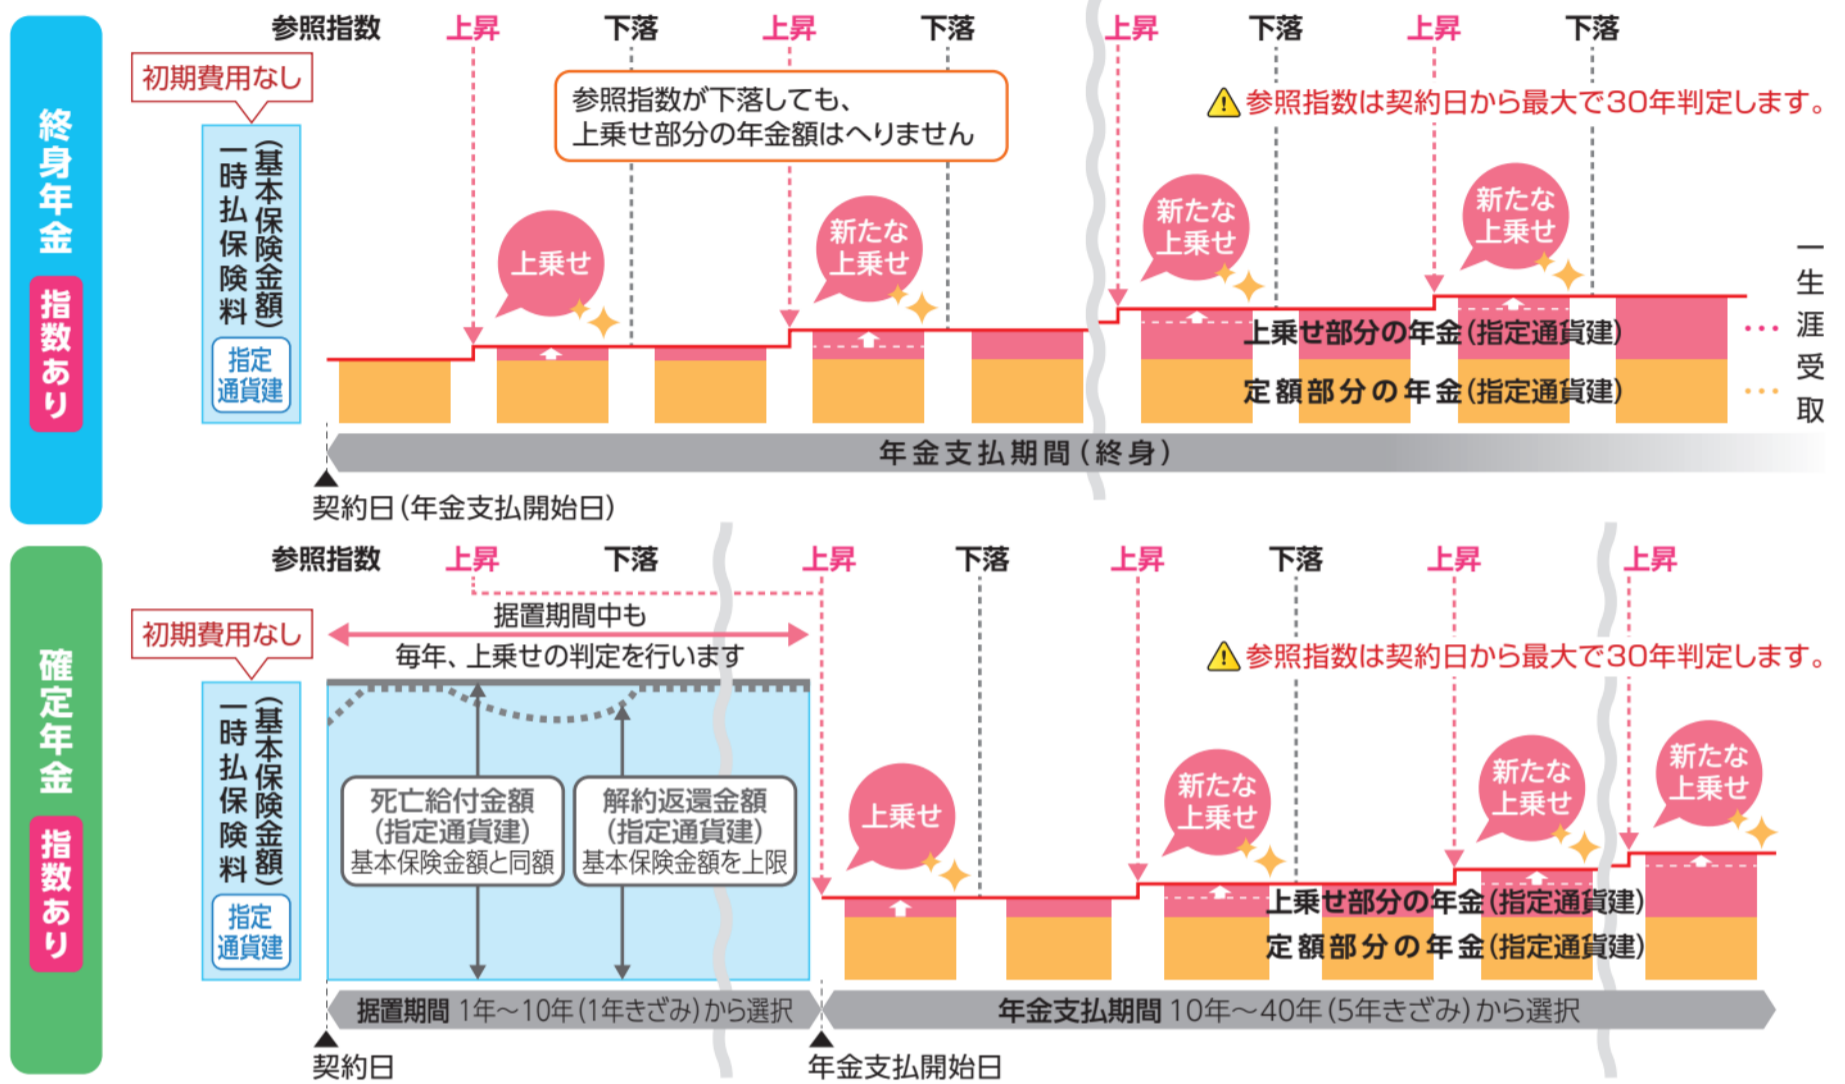 終身年金
指数あり
参照指数
上昇
下落
上昇
下落
上昇
下落
上昇
下落
初期費用なし
参照指数が下落しても、
上乗せ部分の年金額はへりません
参照指数は契約日から最大で30年判定します。
一時払保険料
(基本保険金額)
指定
通貨建
上乗せ
新たな
上乗せ
新たな
上乗せ
新たな
上乗せ
上乗せ部分の年金(指定通貨建)
定額部分の年金(指定通貨建)
…
…
一生涯受取
年金支払期間(終身)
契約日(年金支払開始日)
確定年金
指数あり
参照指数
上昇
下落
上昇
下落
上昇
下落
上昇
上昇
初期費用なし
据置期間中も
毎年、上乗せの判定を行います
参照指数は契約日から最大で30年判定します。
一時払保険料
(基本保険金額)
指定
通貨建
死亡給付金額
(指定通貨建)
基本保険金額と同額
解約返還金額
(指定通貨建)
基本保険金額を上限
上乗せ
新たな
上乗せ
新たな
上乗せ
新たな
上乗せ
上乗せ部分の年金(指定通貨建)
定額部分の年金(指定通貨建)
据置期間 1年〜10年(1年きざみ)から選択
年金支払期間 10年〜40年(5年きざみ)から選択
契約日
年金支払開始日